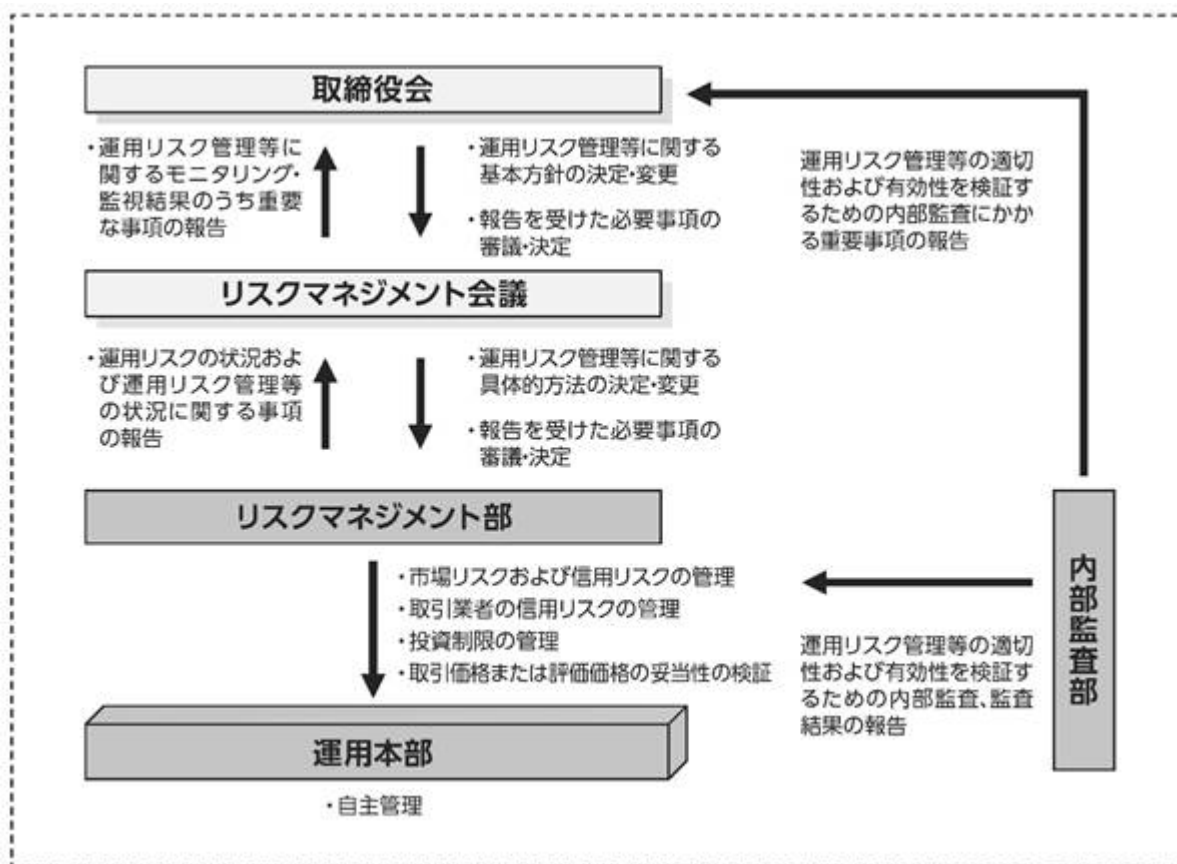 取締役会
・運用リスク管理等に
関するモニタリング・
監視結果のうち重要
な事項の報告
・運用リスク管理等に関する
基本方針の決定・変更
・報告を受けた必要事項の
審議・決定
運用リスク管理等の適切
性および有効性を検証す
るための内部監査にかか
る重要事項の報告
リスクマネジメント会議
・運用リスクの状況およ
び運用リスク管理等
の状況に関する事項
の報告
・運用リスク管理等に関する
具体的方法の決定・変更
・報告を受けた必要事項の
審議・決定
リスクマネジメント部
・市場リスクおよび信用リスクの管理
・取引業者の信用リスクの管理
・投資制限の管理
・取引価格または評価価格の妥当性の検証
運用リスク管理等の適切
性および有効性を検証す
るための内部監査、監査
結果の報告
内部監査部
運用本部
・自主管理